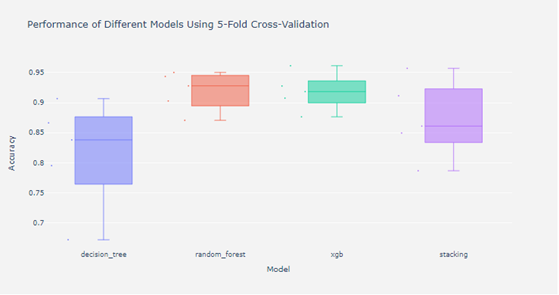 Performance of Different Models Using 5-Fold Cross-Validation
0.95
0.9
0.85
0.8
0.75
0.7
Accuracy
decision_tree
random_forest
xgb
stacking
Model